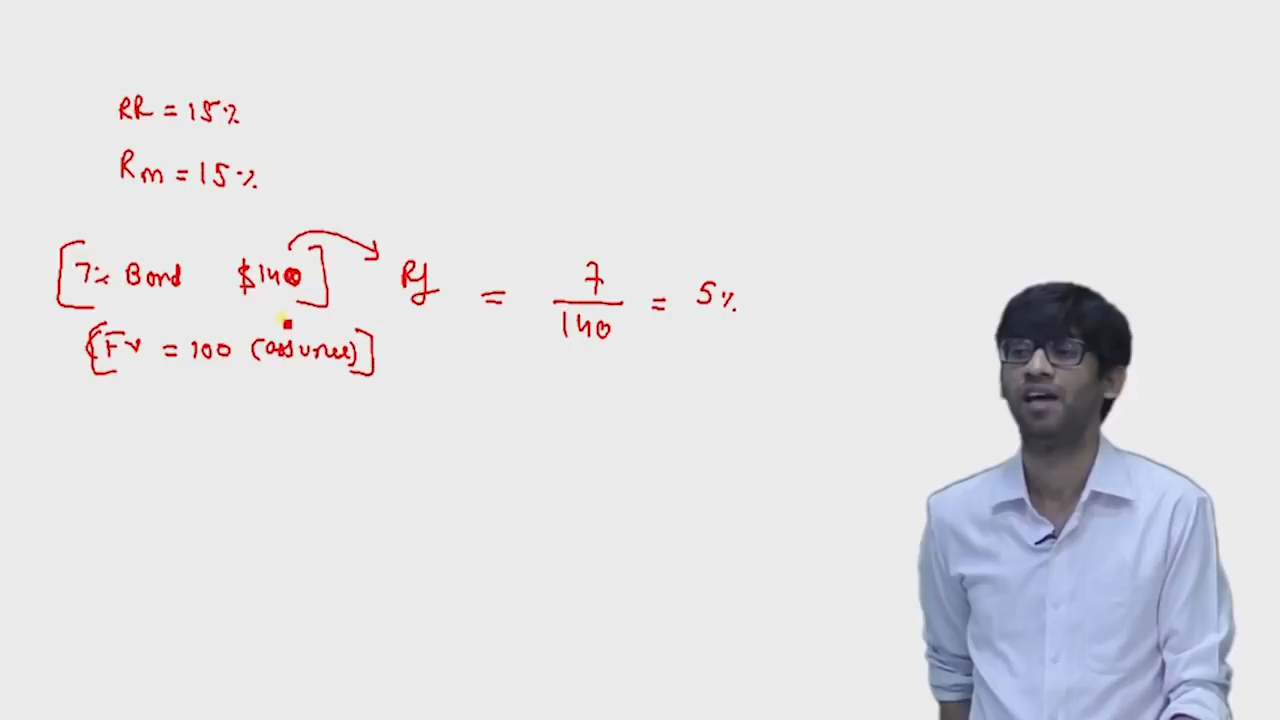 RR = 15%
Rm = 15%
[7% Bond $140] Rf = 7/140 = 5%
[FV = 100 (assume)]